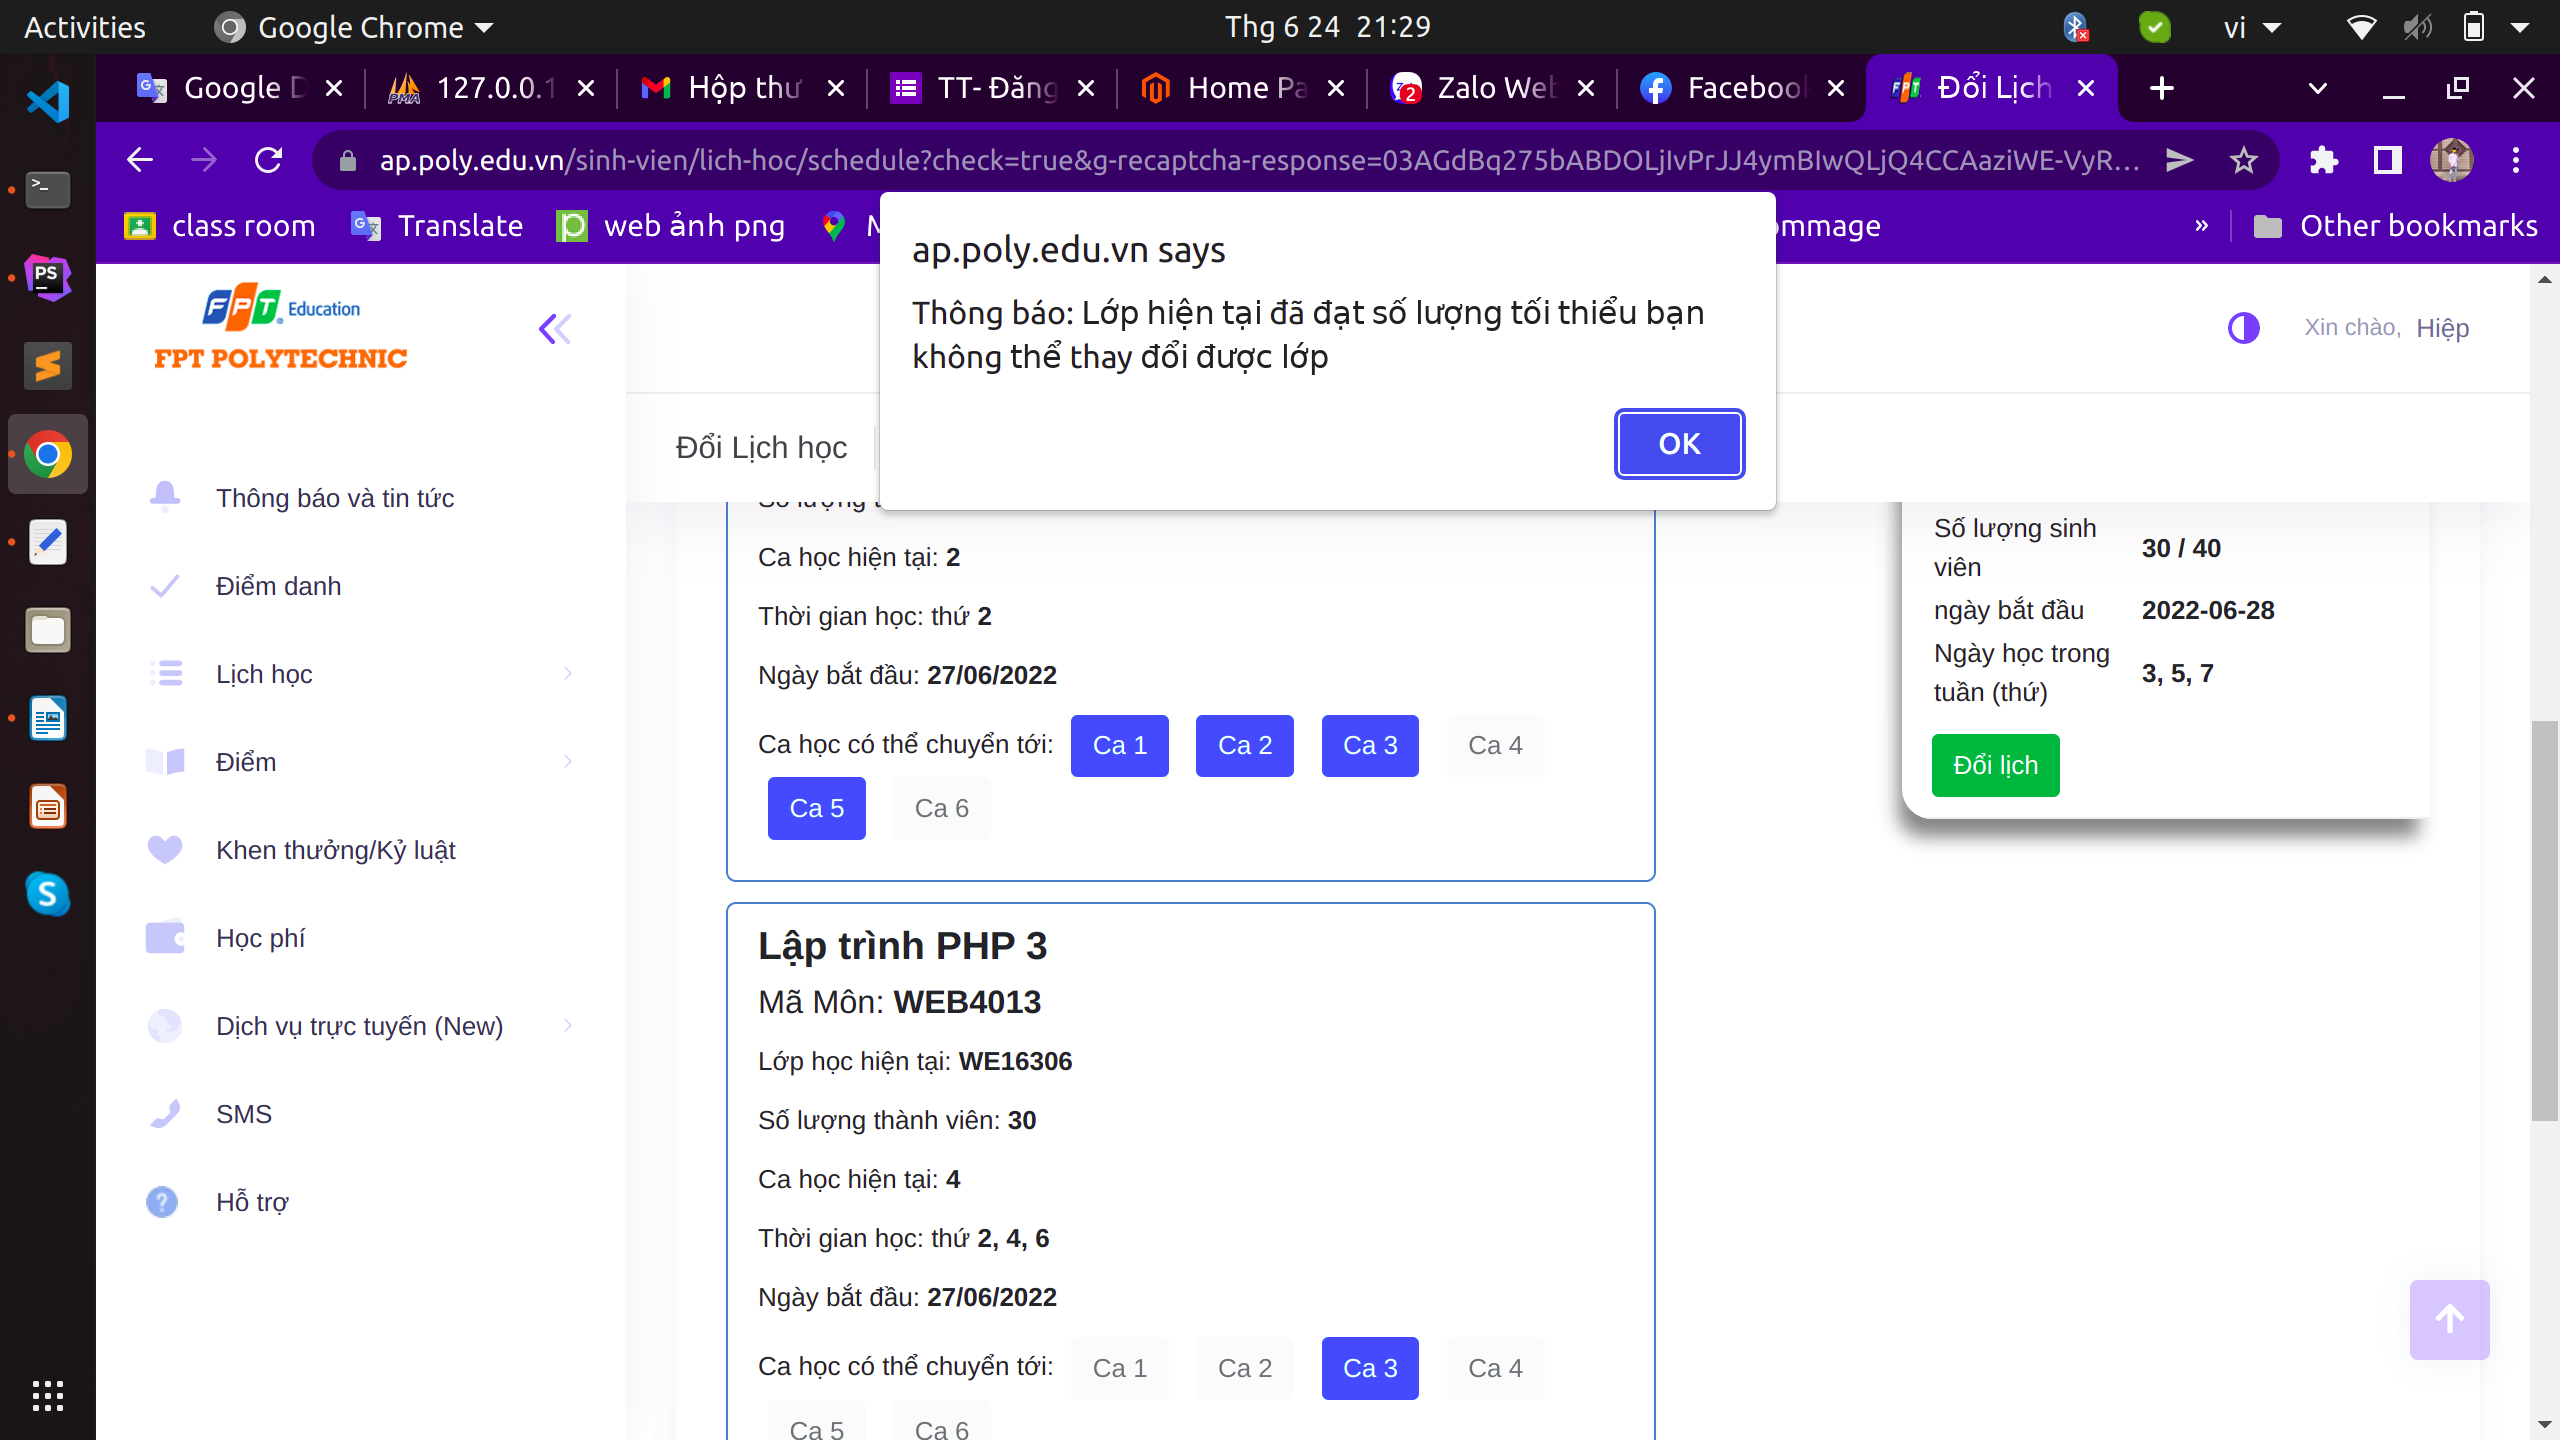 Activities
Google Chrome
Thg 6 24 21:29
vi
Google D
127.0.0.1
Hộp thư
TT- Đăng
Home Pa
Zalo Web
Facebook
Đổi Lịch
ap.poly.edu.vn/sinh-vien/lich-hoc/schedule?check=true&g-recaptcha-response=03AGdBq275bABDOLjIvPrJJ4ymBIwQLjQ4CCAaziWE-VyR...
class room
Translate
web ảnh png
ommage
»
Other bookmarks
ap.poly.edu.vn says
Thông báo: Lớp hiện tại đã đạt số lượng tối thiểu bạn
không thể thay đổi được lớp
OK
FPT Education
FPT POLYTECHNIC
Xin chào, Hiệp
Đổi Lịch học
Thông báo và tin tức
Điểm danh
Lịch học
Điểm
Khen thưởng/Kỷ luật
Học phí
Dịch vụ trực tuyến (New)
SMS
Hỗ trợ
Ca học hiện tại: 2
Thời gian học: thứ 2
Ngày bắt đầu: 27/06/2022
Ca học có thể chuyển tới: Ca 1 Ca 2 Ca 3 Ca 4
Ca 5 Ca 6
Lập trình PHP 3
Mã Môn: WEB4013
Lớp học hiện tại: WE16306
Số lượng thành viên: 30
Ca học hiện tại: 4
Thời gian học: thứ 2, 4, 6
Ngày bắt đầu: 27/06/2022
Ca học có thể chuyển tới: Ca 1 Ca 2 Ca 3 Ca 4
Ca 5 Ca 6
Số lượng sinh
viên
30 / 40
ngày bắt đầu 2022-06-28
Ngày học trong
tuần (thứ)
3, 5, 7
Đổi lịch